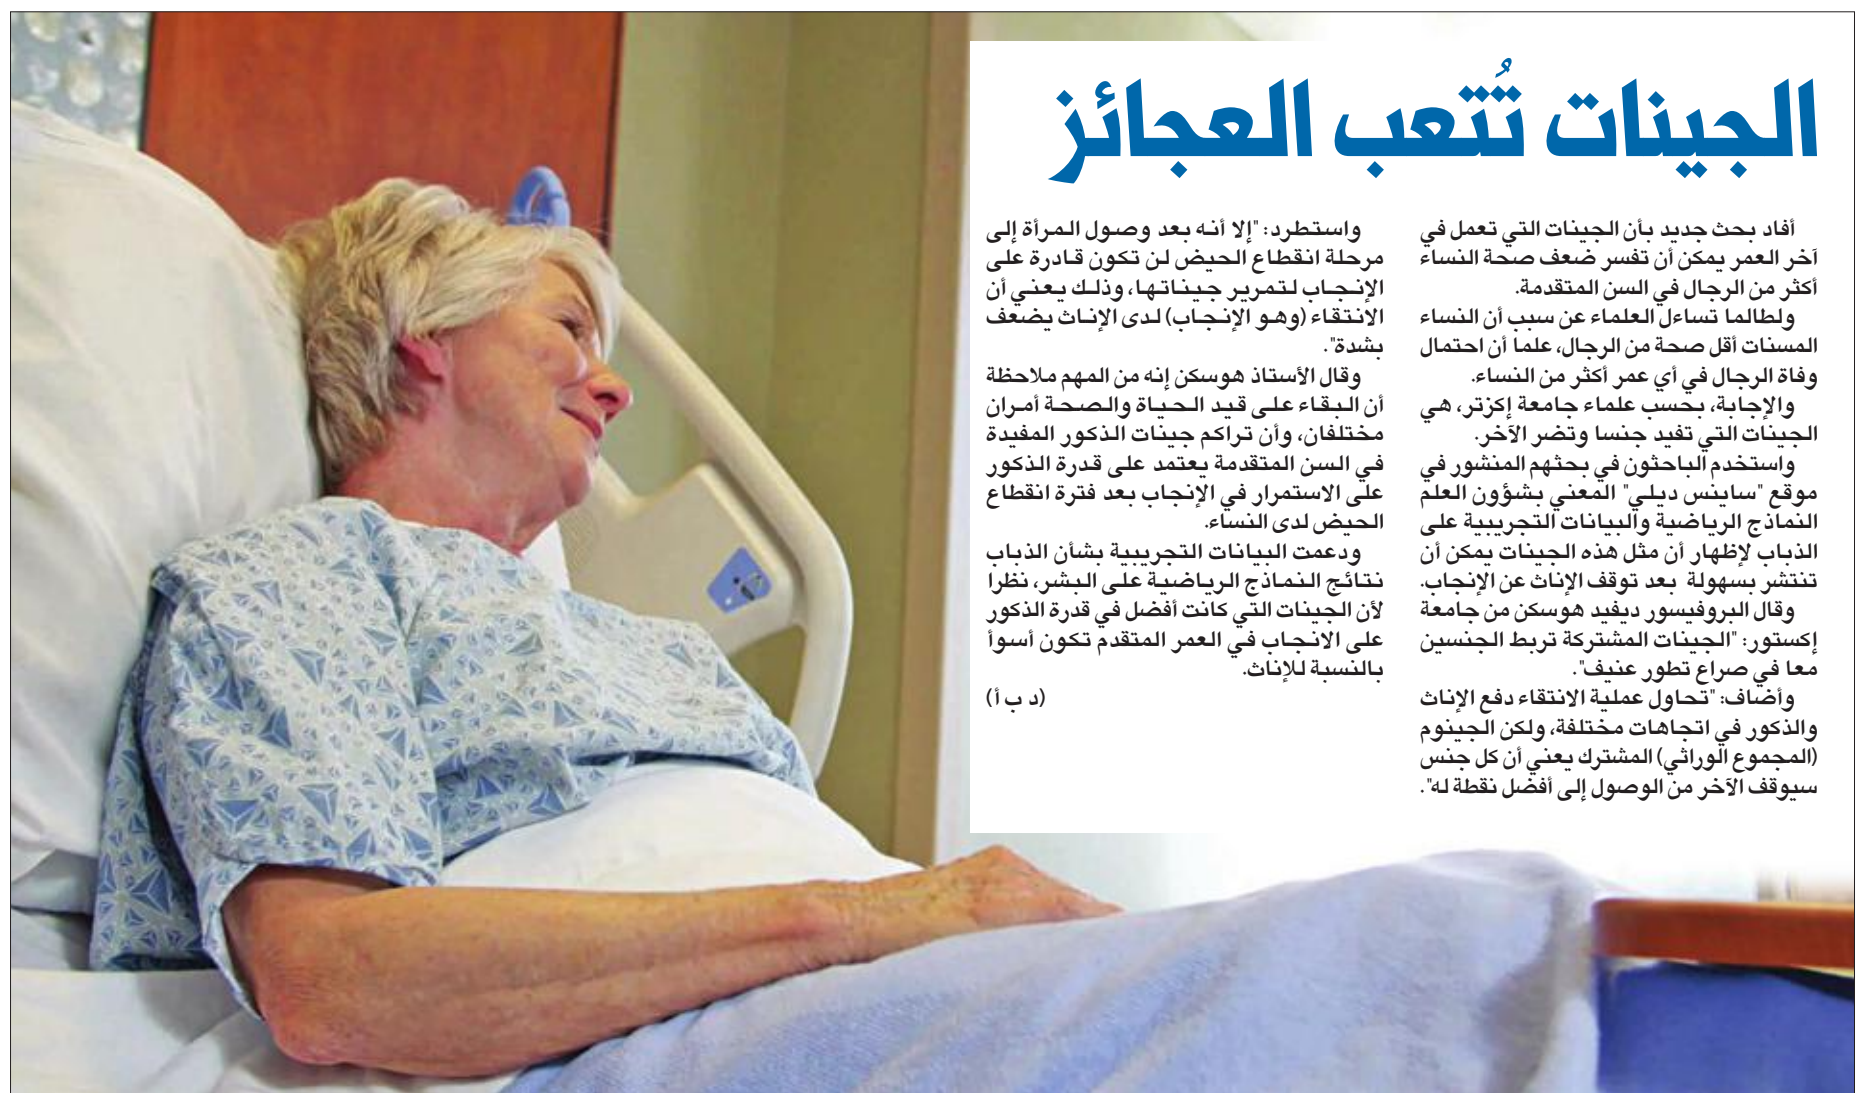 الجينات تُتعب العجائز
أفاد بحث جديد بأن الجينات التي تعمل في
آخر العمر يمكن أن تفسر ضعف صحة النساء
أكثر من الرجال في السن المتقدمة.
ولطالما تساءل العلماء عن سبب أن النساء
المسنات أقل صحة من الرجال، علما أن احتمال
وفاة الرجال في أي عمر أكثر من النساء.
والإجابة، بحسب علماء جامعة إكزتر، هي
الجينات التي تفيد جنسا وتضر الآخر.
واستخدم الباحثون في بحثهم المنشور في
موقع "ساينس ديلي" المعني بشؤون العلم
النماذج الرياضية والبيانات التجريبية على
الذباب لإظهار أن مثل هذه الجينات يمكن أن
تنتشر بسهولة بعد توقف الإناث عن الإنجاب.
وقال البروفيسور ديفيد هوسكن من جامعة
إكستور: "الجينات المشتركة تربط الجنسين
معا في صراع تطور عنيف".
وأضاف: "تحاول عملية الانتقاء دفع الإناث
والذكور في اتجاهات مختلفة، ولكن الجينوم
(المجموع الوراثي) المشترك يعني أن كل جنس
سيوقف الآخر من الوصول إلى أفضل نقطة له".
واستطرد: "إلا أنه بعد وصول المرأة إلى
مرحلة انقطاع الحيض لن تكون قادرة على
الإنجاب لتمرير جيناتها، وذلك يعني أن
الانتقاء (وهو الإنجاب) لدى الإناث يضعف
بشدة".
وقال الأستاذ هوسكن إنه من المهم ملاحظة
أن البقاء على قيد الحياة والصحة أمران
مختلفان، وأن تراكم جينات الذكور المفيدة
في السن المتقدمة يعتمد على قدرة الذكور
على الاستمرار في الإنجاب بعد فترة انقطاع
الحيض لدى النساء.
ودعمت البيانات التجريبية بشأن الذباب
نتائج النماذج الرياضية على البشر، نظرا
لأن الجينات التي كانت أفضل في قدرة الذكور
على الانجاب في العمر المتقدم تكون أسوأ
بالنسبة للإناث.
(د ب أ)